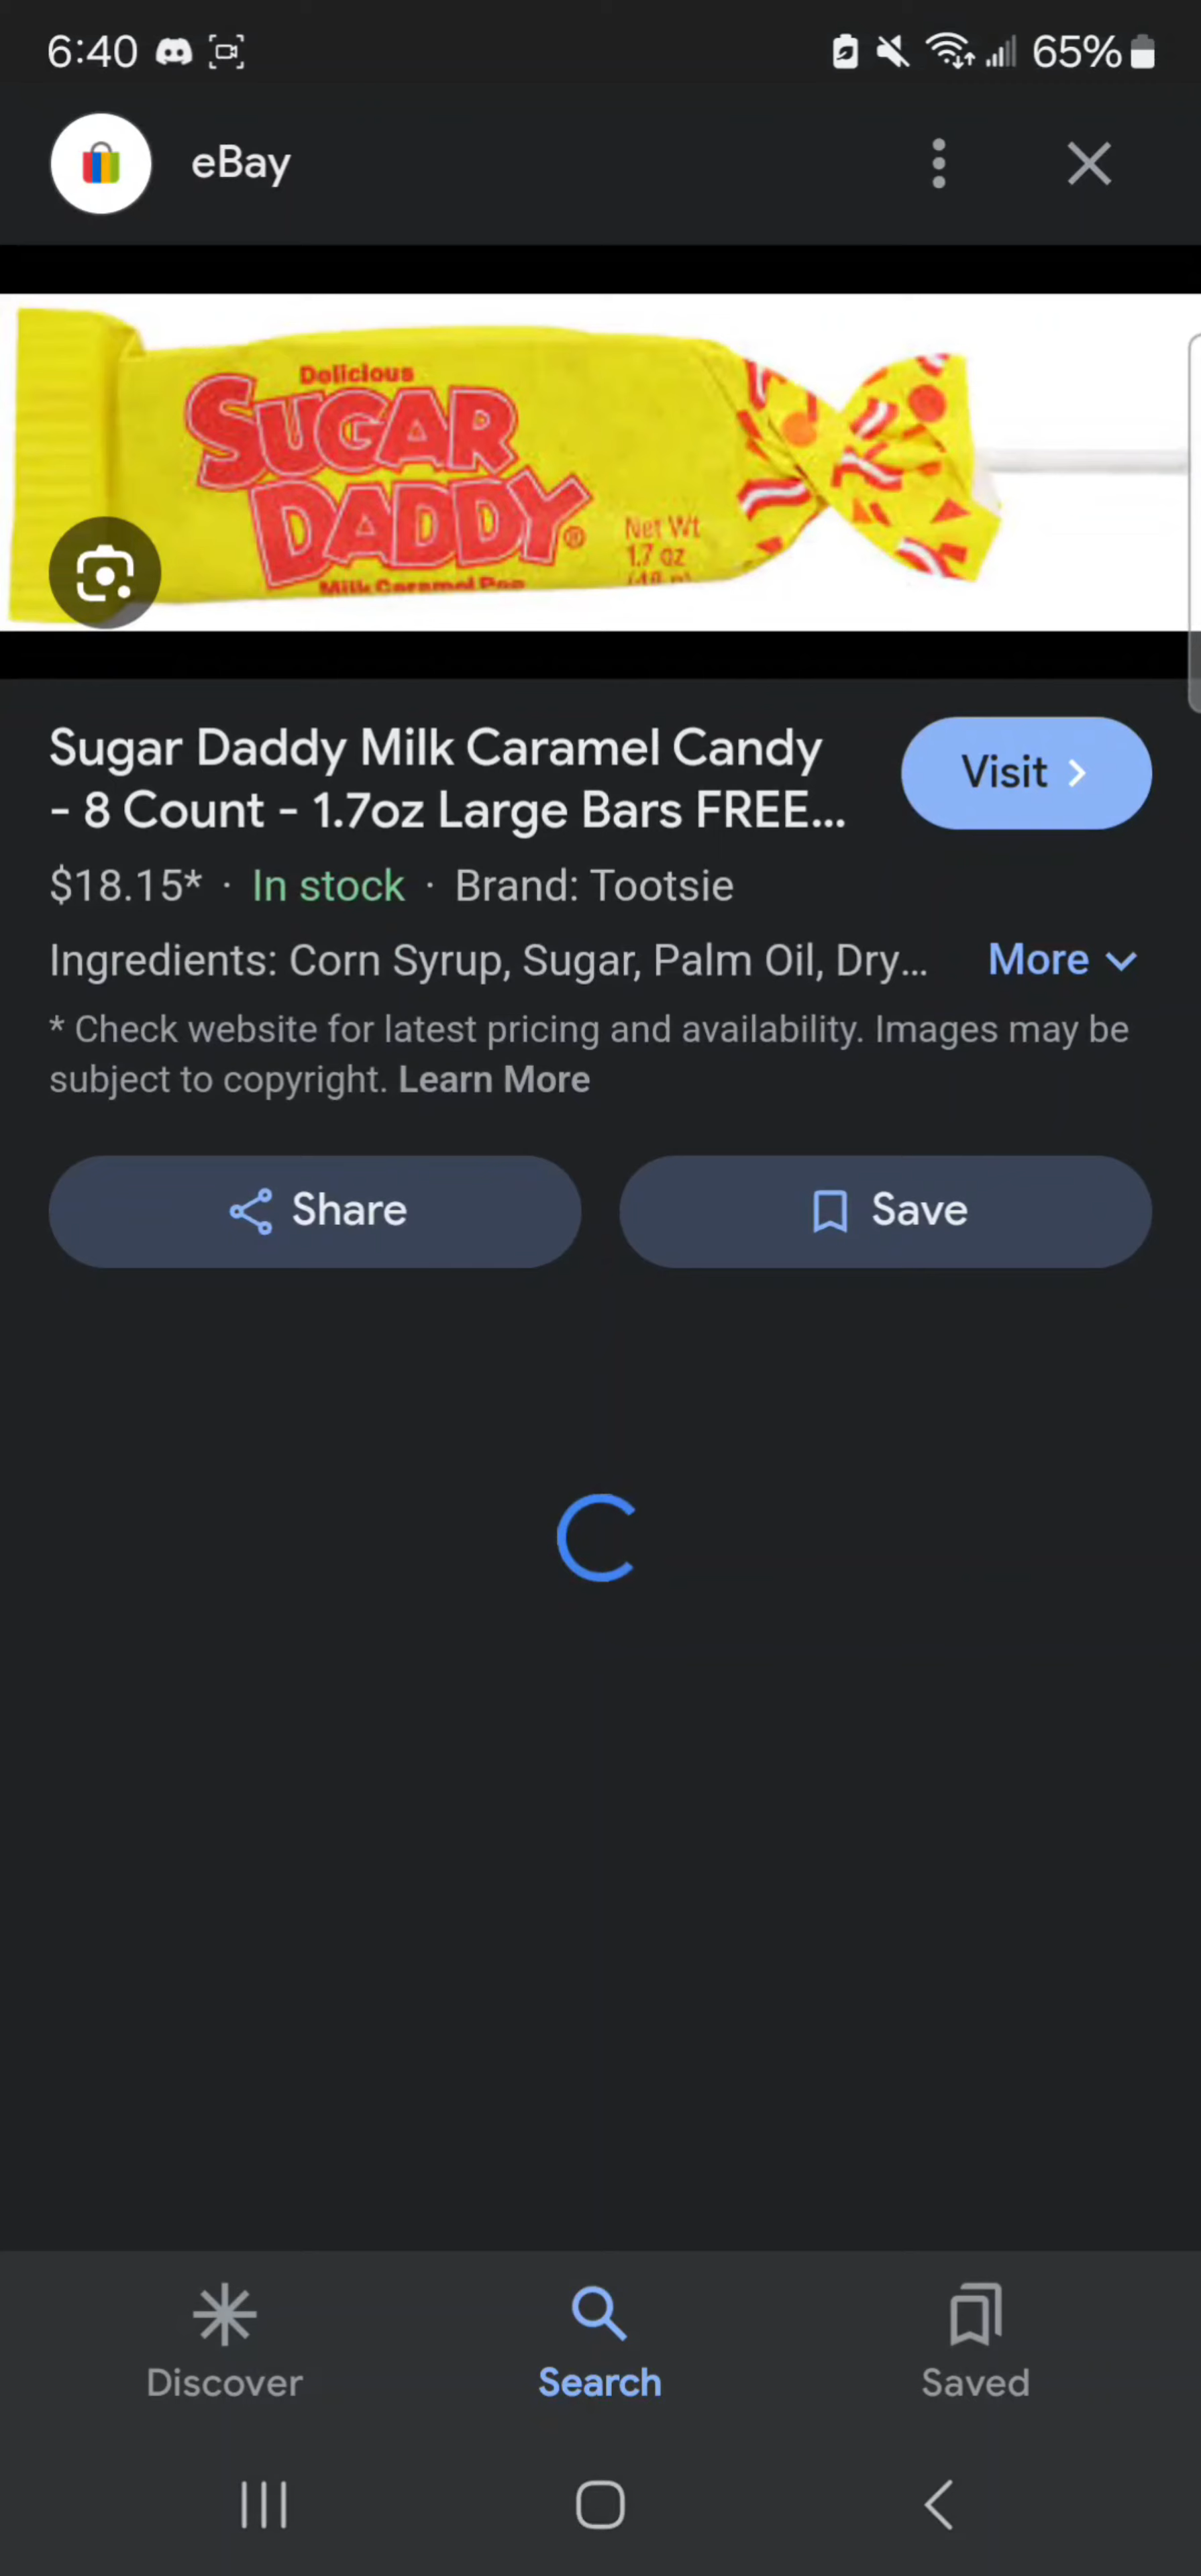 6:40
65%
eBay
Delicious
SUGAR
DADDY®
Net Wt
1.7 oz
Milk Caramel Pop
Sugar Daddy Milk Caramel Candy
- 8 Count - 1.7oz Large Bars FREE...
Visit
$18.15* · In stock · Brand: Tootsie
Ingredients: Corn Syrup, Sugar, Palm Oil, Dry...
More
* Check website for latest pricing and availability. Images may be
subject to copyright. Learn More
Share
Save
Discover
Search
Saved